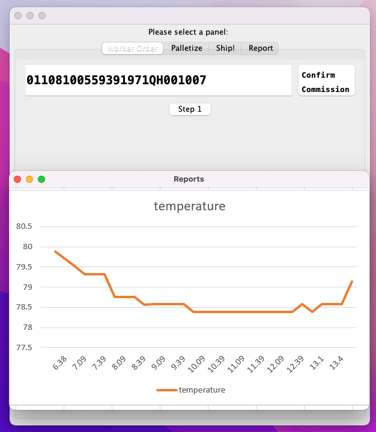 Please select a panel:
Worker Order Palletize Ship! Report
01108100559391971QH001007
Confirm
Commission
Step 1
Reports
temperature
80.5
80
79.5
79
78.5
78
77.5
6.38 7.09 7.39 8.09 8.39 9.09 9.39 10.09 10.39 11.09 11.39 12.09 12.39 13.1 13.4
temperature